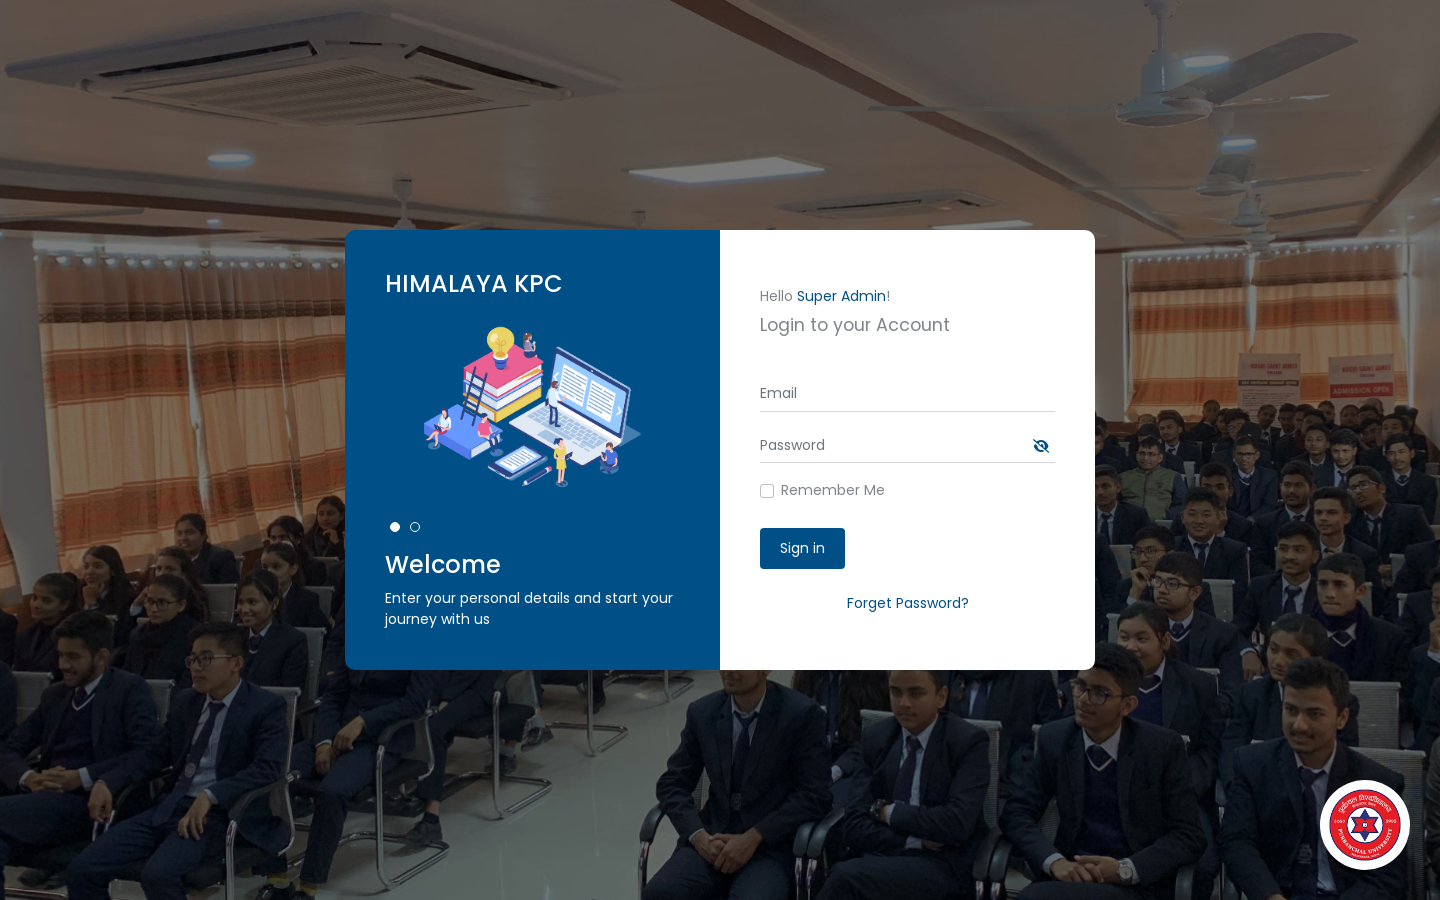 HIMALAYA KPC
Welcome
Enter your personal details and start your
journey with us
Hello Super Admin!
Login to your Account
Email
Password
Remember Me
Sign in
Forget Password?
ADMISSION OPEN
PURBANCHAL UNIVERSITY